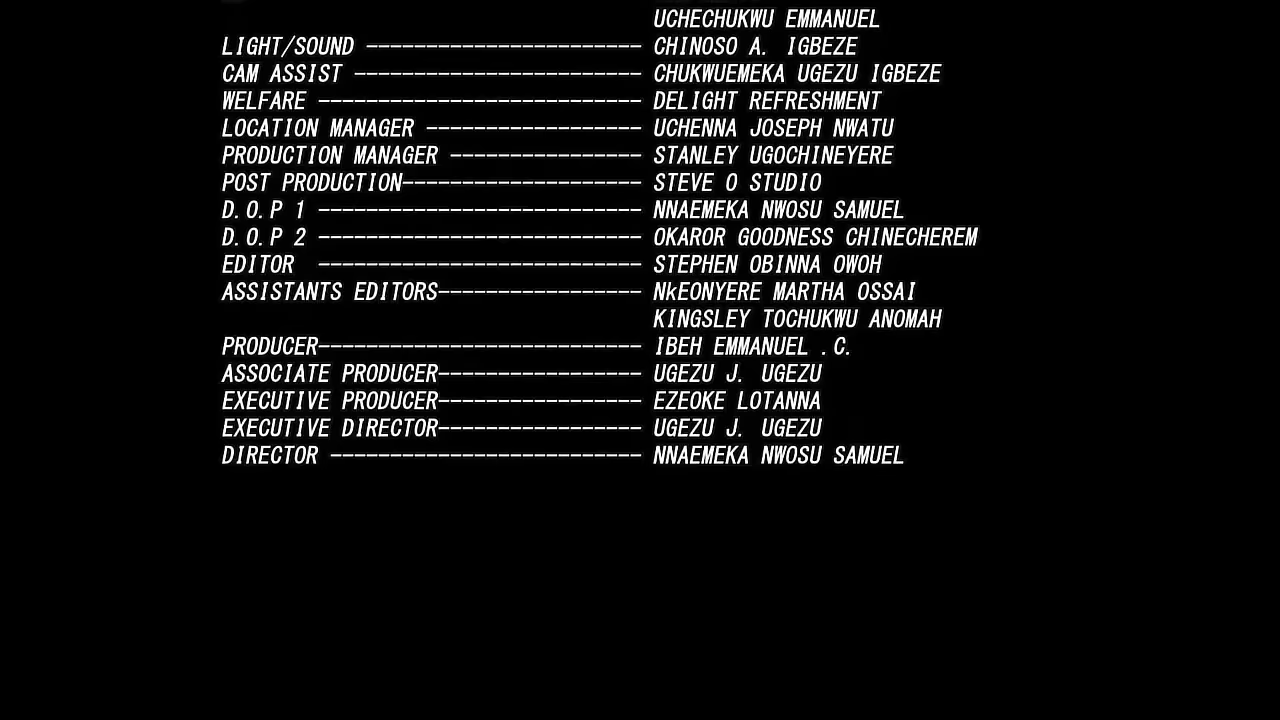 UCHECHUKWU EMMANUEL
LIGHT/SOUND ----------------------- CHINOSO A. IGBEZE
CAM ASSIST ------------------------ CHUKWUEMEKA UGEZU IGBEZE
WELFARE --------------------------- DELIGHT REFRESHMENT
LOCATION MANAGER ------------------ UCHENNA JOSEPH NWATU
PRODUCTION MANAGER ---------------- STANLEY UGOCHINEYERE
POST PRODUCTION-------------------- STEVE O STUDIO
D.O.P 1 --------------------------- NNAEMEKA NWOSU SAMUEL
D.O.P 2 --------------------------- OKAROR GOODNESS CHINECHEREM
EDITOR  --------------------------- STEPHEN OBINNA OWOH
ASSISTANTS EDITORS----------------- NkEONYERE MARTHA OSSAI
KINGSLEY TOCHUKWU ANOMAH
PRODUCER--------------------------- IBEH EMMANUEL .C.
ASSOCIATE PRODUCER----------------- UGEZU J. UGEZU
EXECUTIVE PRODUCER----------------- EZEOKE LOTANNA
EXECUTIVE DIRECTOR----------------- UGEZU J. UGEZU
DIRECTOR -------------------------- NNAEMEKA NWOSU SAMUEL